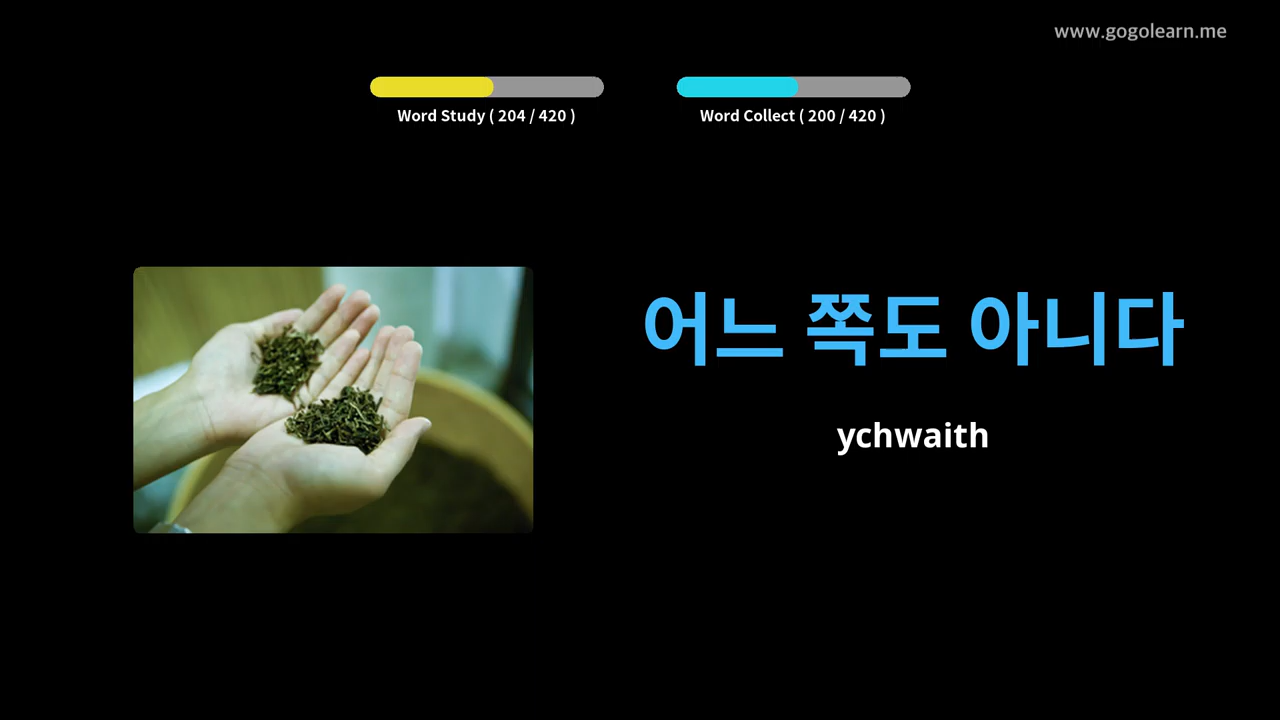 www.gogolearn.me
Word Study ( 204 / 420 )
Word Collect ( 200 / 420 )
어느 쪽도 아니다
ychwaith